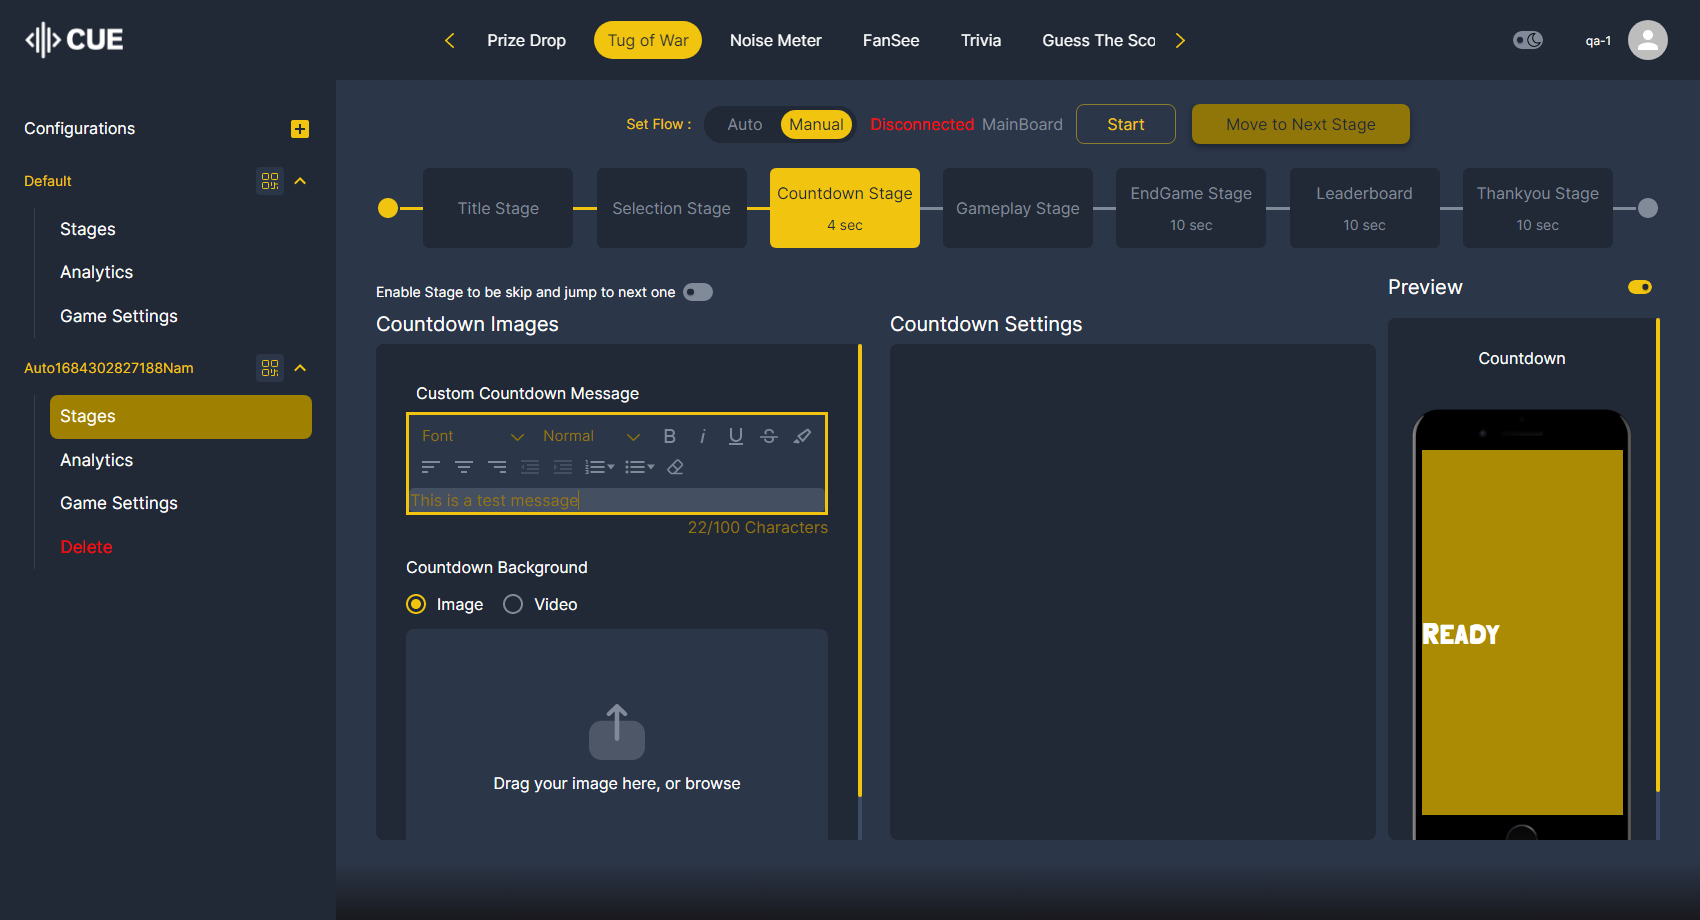 CUE
Prize Drop
Tug of War
Noise Meter
FanSee
Trivia
Guess The Sco
qa-1
Configurations
Default
Stages
Analytics
Game Settings
Auto1684302827188Nam
Stages
Analytics
Game Settings
Delete
Set Flow :
Auto
Manual
Disconnected MainBoard
Start
Move to Next Stage
Title Stage
Selection Stage
Countdown Stage
4 sec
Gameplay Stage
EndGame Stage
10 sec
Leaderboard
10 sec
Thankyou Stage
10 sec
Enable Stage to be skip and jump to next one
Countdown Images
Custom Countdown Message
Font
Normal
B
i
U
S
This is a test message
22/100 Characters
Countdown Background
Image
Video
Drag your image here, or browse
Countdown Settings
Preview
Countdown
READY